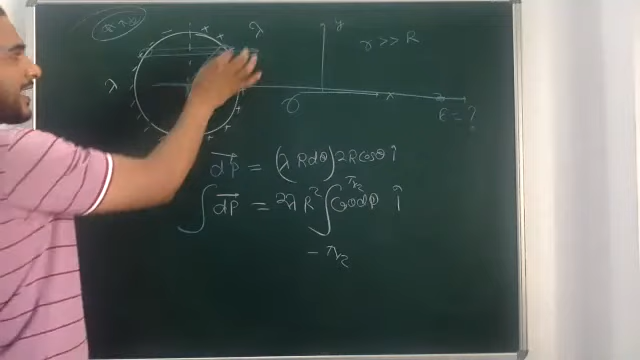 λ
λ
y
r >> R
σ
x
E = ?
→dP = (λ R dθ) 2R cosθ î
∫ →dP = 2λ R² ∫ Cosθ dθ î
π/2
- π/2